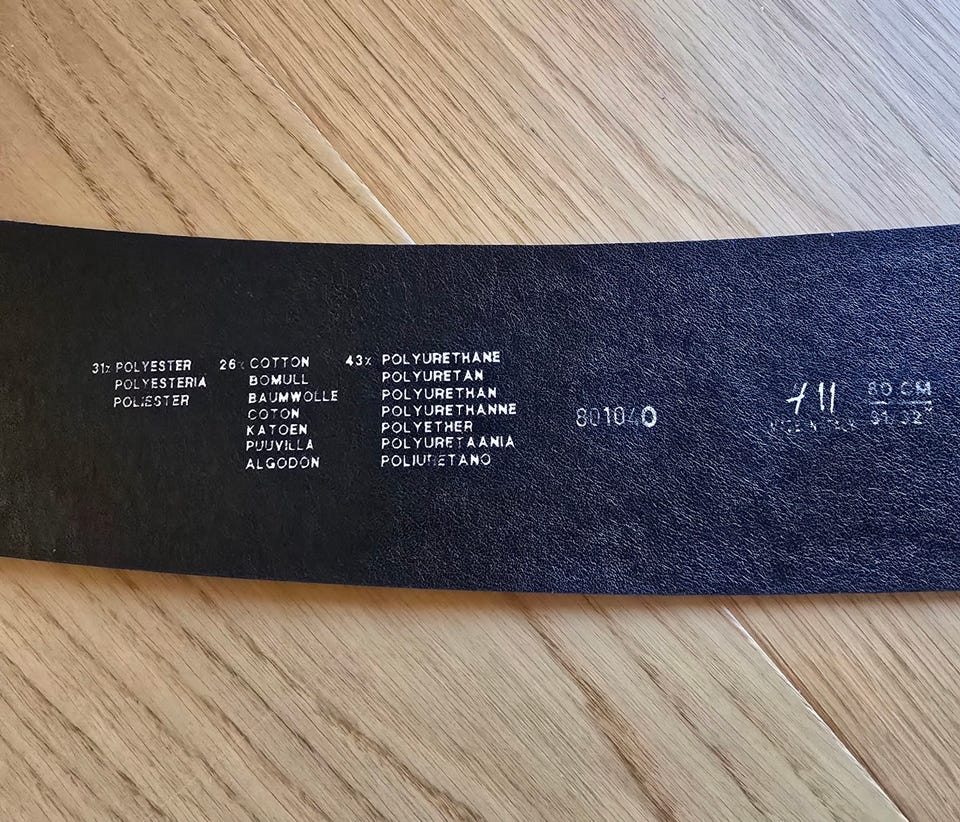 31% POLYESTER
POLYESTERIA
POLIESTER
26% COTTON
BOMULL
BAUMWOLLE
COTON
KATOEN
PUUVILLA
ALGODON
43% POLYURETHANE
POLYURETAN
POLYURETHAN
POLYURETHANNE
POLYETHER
POLYURETAANIA
POLIURETANO
801040
80 CM